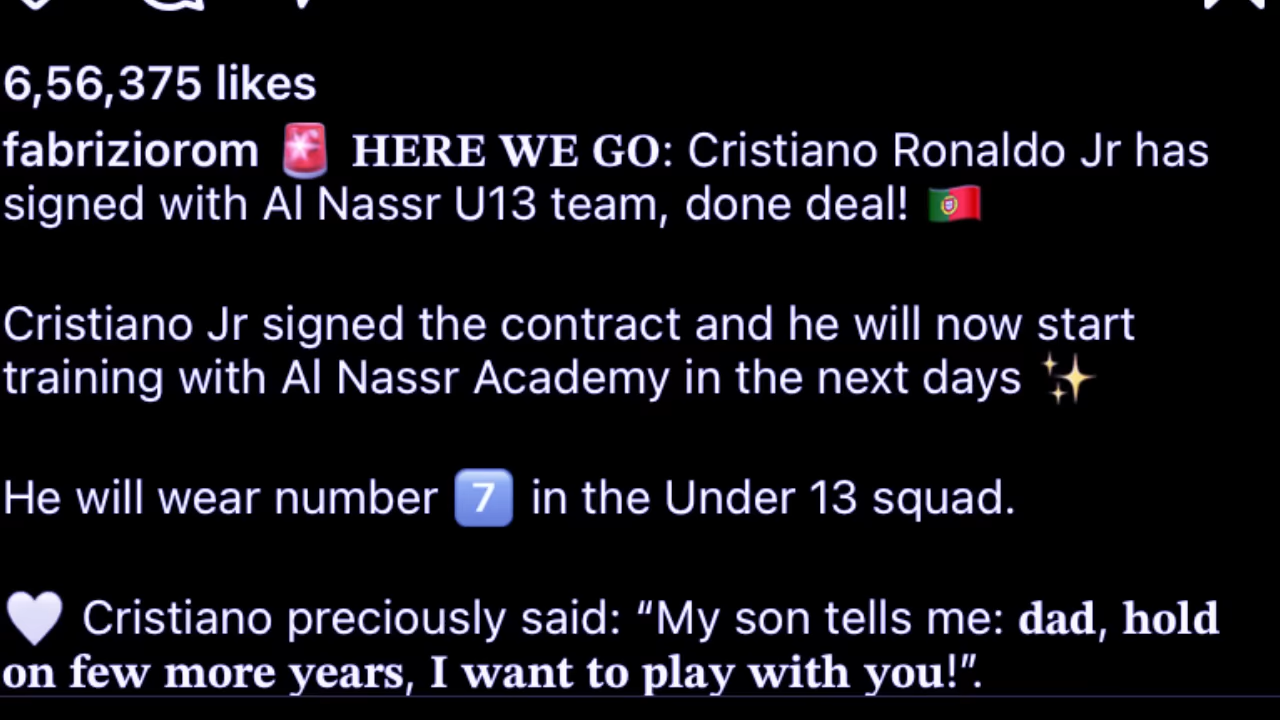 6,56,375 likes
fabriziorom 🚨 HERE WE GO: Cristiano Ronaldo Jr has
signed with Al Nassr U13 team, done deal! 🇵🇹
Cristiano Jr signed the contract and he will now start
training with Al Nassr Academy in the next days ✨
He will wear number 7️⃣ in the Under 13 squad.
🤍 Cristiano preciously said: “My son tells me: dad, hold
on few more years, I want to play with you!”.